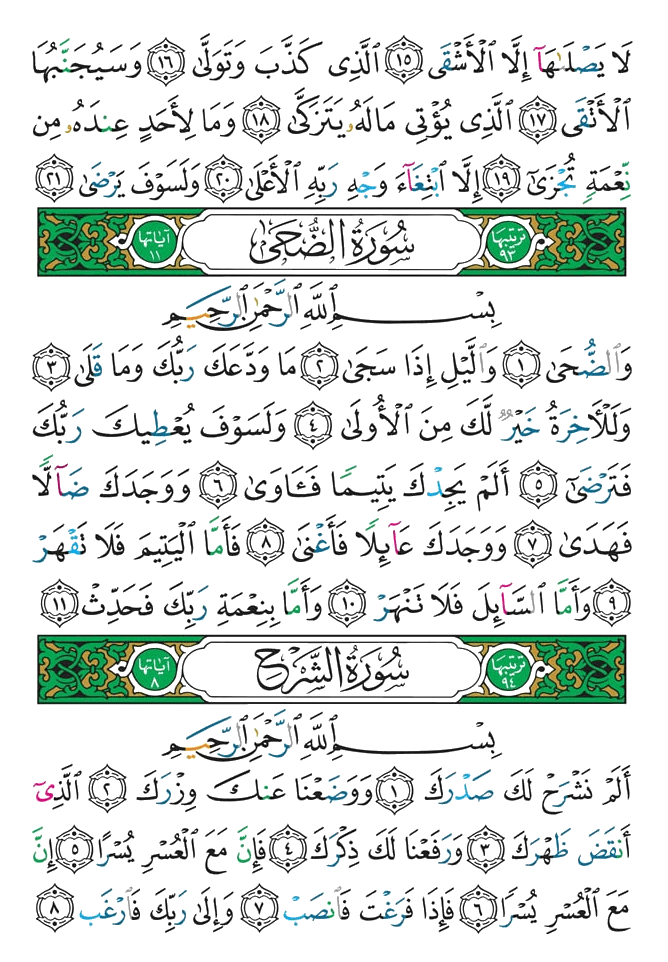 لَا يَصْلَىٰهَآ إِلَّا ٱلْأَشْقَى ١٥ ٱلَّذِى كَذَّبَ وَتَوَلَّىٰ ١٦ وَسَيُجَنَّبُهَا
ٱلْأَتْقَى ١٧ ٱلَّذِى يُؤْتِى مَالَهُۥ يَتَزَكَّىٰ ١٨ وَمَا لِأَحَدٍ عِندَهُۥ مِن
نِّعْمَةٍ تُجْزَىٰٓ ١٩ إِلَّا ٱبْتِغَآءَ وَجْهِ رَبِّهِ ٱلْأَعْلَىٰ ٢٠ وَلَسَوْفَ يَرْضَىٰ ٢١
ترتيبها ٩٣ سُورَةُ الضُّحَىٰ آياتها ١١
بِسْمِ ٱللَّهِ ٱلرَّحْمَٰنِ ٱلرَّحِيمِ
وَٱلضُّحَىٰ ١ وَٱلَّيْلِ إِذَا سَجَىٰ ٢ مَا وَدَّعَكَ رَبُّكَ وَمَا قَلَىٰ ٣
وَلَلْأَخِرَةُ خَيْرٌ لَّكَ مِنَ ٱلْأُولَىٰ ٤ وَلَسَوْفَ يُعْطِيكَ رَبُّكَ
فَتَرْضَىٰٓ ٥ أَلَمْ يَجِدْكَ يَتِيمًا فَـَٔاوَىٰ ٦ وَوَجَدَكَ ضَآلًّا
فَهَدَىٰ ٧ وَوَجَدَكَ عَآئِلًا فَأَغْنَىٰ ٨ فَأَمَّا ٱلْيَتِيمَ فَلَا تَقْهَرْ
٩ وَأَمَّا ٱلسَّآئِلَ فَلَا تَنْهَرْ ١٠ وَأَمَّا بِنِعْمَةِ رَبِّكَ فَحَدِّثْ ١١
ترتيبها ٩٤ سُورَةُ الشَّرْحِ آياتها ٨
بِسْمِ ٱللَّهِ ٱلرَّحْمَٰنِ ٱلرَّحِيمِ
أَلَمْ نَشْرَحْ لَكَ صَدْرَكَ ١ وَوَضَعْنَا عَنكَ وِزْرَكَ ٢ ٱلَّذِىٓ
أَنقَضَ ظَهْرَكَ ٣ وَرَفَعْنَا لَكَ ذِكْرَكَ ٤ فَإِنَّ مَعَ ٱلْعُسْرِ يُسْرًا ٥ إِنَّ
مَعَ ٱلْعُسْرِ يُسْرًا ٦ فَإِذَا فَرَغْتَ فَٱنصَبْ ٧ وَإِلَىٰ رَبِّكَ فَٱرْغَب ٨